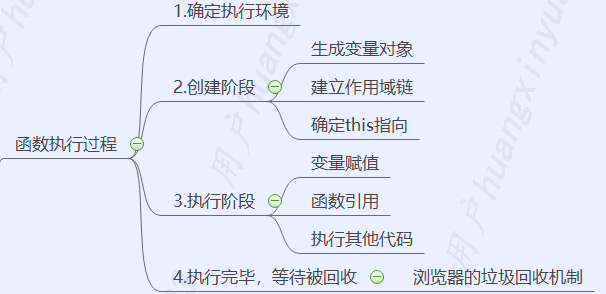 1.确定执行环境
生成变量对象
2.创建阶段
建立作用域链
确定this指向
函数执行过程
变量赋值
3.执行阶段
函数引用
执行其他代码
4.执行完毕，等待被回收
浏览器的垃圾回收机制
用户huangxinyue
用户huangxinyu